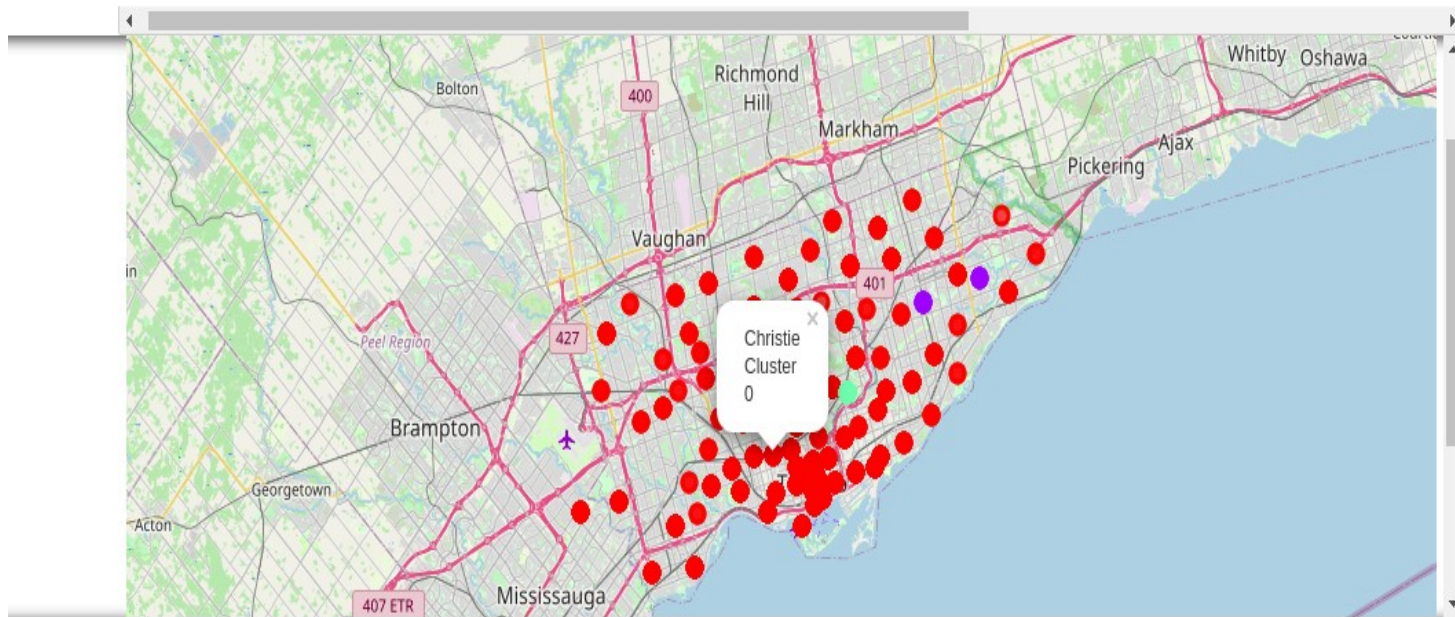 Whitby
Oshawa
Richmond
Hill
Bolton
400
Markham
Ajax
Pickering
Vaughan
in
401
427
Peel Region
×
Christie
Cluster
0
Brampton
Georgetown
Acton
Mississauga
407 ETR